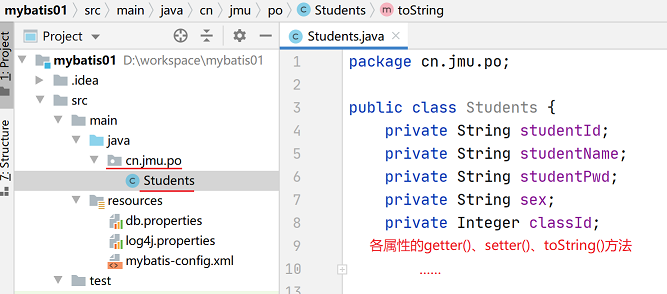 mybatis01 〉 src 〉 main 〉 java 〉 cn 〉 jmu 〉 po 〉 C Students 〉 m toString
1: Project
7: Structure
Project
mybatis01 D:\workspace\mybatis01
.idea
src
main
java
cn.jmu.po
C Students
resources
db.properties
log4j.properties
mybatis-config.xml
test
Students.java
1 package cn.jmu.po;
2
3 public class Students {
4 private String studentId;
5 private String studentName;
6 private String studentPwd;
7 private String sex;
8 private Integer classId;
9 各属性的getter()、setter()、toString()方法
10 ......
13